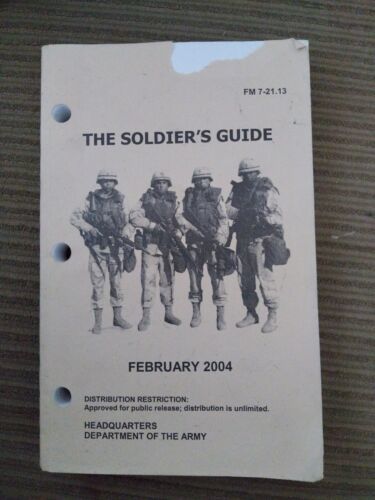 FM 7-21.13
THE SOLDIER'S GUIDE
FEBRUARY 2004
DISTRIBUTION RESTRICTION:
Approved for public release; distribution is unlimited.
HEADQUARTERS
DEPARTMENT OF THE ARMY